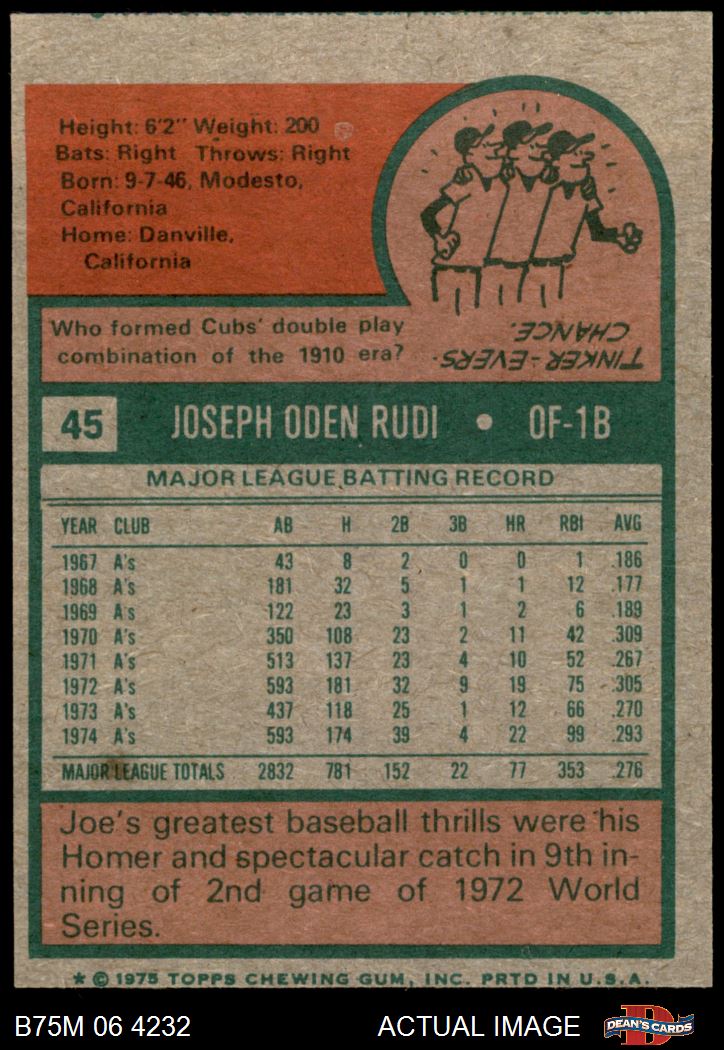 Height: 6'2" Weight: 200
Bats: Right Throws: Right
Born: 9-7-46, Modesto,
California
Home: Danville,
California
Who formed Cubs' double play
combination of the 1910 era?
TINKER-EVERS-
CHANCE.
45 JOSEPH ODEN RUDI • OF-1B
MAJOR LEAGUE BATTING RECORD
YEAR CLUB AB H 2B 3B HR RBI AVG
1967 A's 43 8 2 0 0 1 .186
1968 A's 181 32 5 1 1 12 .177
1969 A's 122 23 3 1 2 6 .189
1970 A's 350 108 23 2 11 42 .309
1971 A's 513 137 23 4 10 52 .267
1972 A's 593 181 32 9 19 75 .305
1973 A's 437 118 25 1 12 66 .270
1974 A's 593 174 39 4 22 99 .293
MAJOR LEAGUE TOTALS 2832 781 152 22 77 353 .276
Joe's greatest baseball thrills were his
Homer and spectacular catch in 9th in-
ning of 2nd game of 1972 World
Series.
* © 1975 TOPPS CHEWING GUM, INC. PRTD IN U.S.A.
B75M 06 4232 ACTUAL IMAGE DEAN'S CARDS